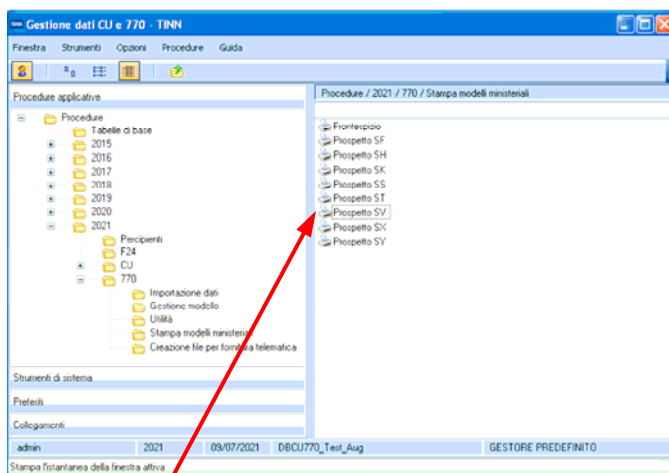 Gestione dati CU e 770 - TINN
Finestra Strumenti Opzioni Procedure Guida
Procedure applicative
Procedure
Tabelle di base
2015
2016
2017
2018
2019
2020
2021
Percipienti
F24
CU
770
Importazione dati
Gestione modello
Utilità
Stampa modelli ministeriali
Creazione file per fornitura telematica
Strumenti di sistema
Preferiti
Collegamenti
Procedure / 2021 / 770 / Stampa modelli ministeriali
Frontespizio
Prospetto SF
Prospetto SH
Prospetto SK
Prospetto SS
Prospetto ST
Prospetto SV
Prospetto SX
Prospetto SY
admin 2021 09/07/2021 DBCU770_Test_Aug GESTORE PREDEFINITO
Stampa l'istantanea della finestra attiva